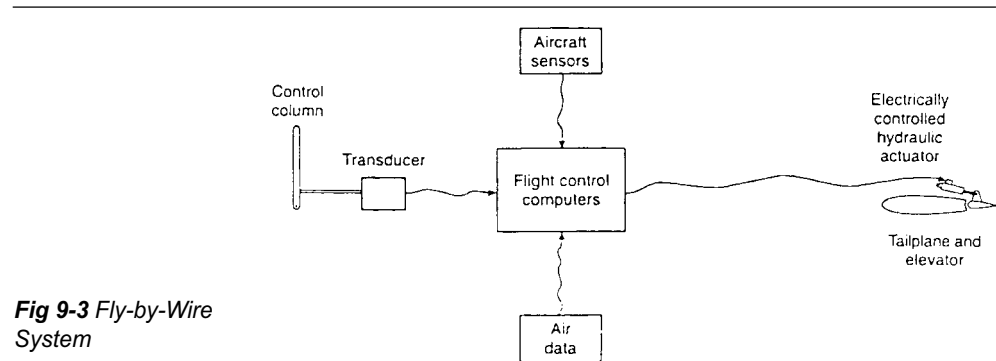 Aircraft
sensors
Control
column
Transducer
Flight control
computers
Electrically
controlled
hydraulic
actuator
Tailplane and
elevator
Air
data
Fig 9-3 Fly-by-Wire
System